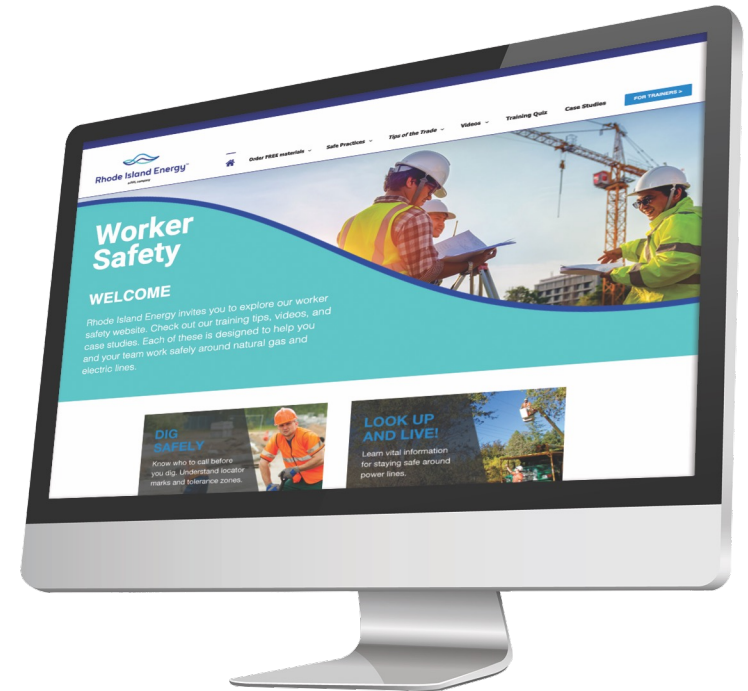 Rhode Island Energy™
a PPL company
Order FREE materials
Safe Practices
Tips of the Trade
Videos
Training Quiz
Case Studies
FOR TRAINERS >
Worker
Safety
WELCOME
Rhode Island Energy invites you to explore our worker
safety website. Check out our training tips, videos, and
case studies. Each of these is designed to help you
and your team work safely around natural gas and
electric lines.
DIG
SAFELY
Know who to call before
you dig. Understand locator
marks and tolerance zones.
LOOK UP
AND LIVE!
Learn vital information
for staying safe around
power lines.